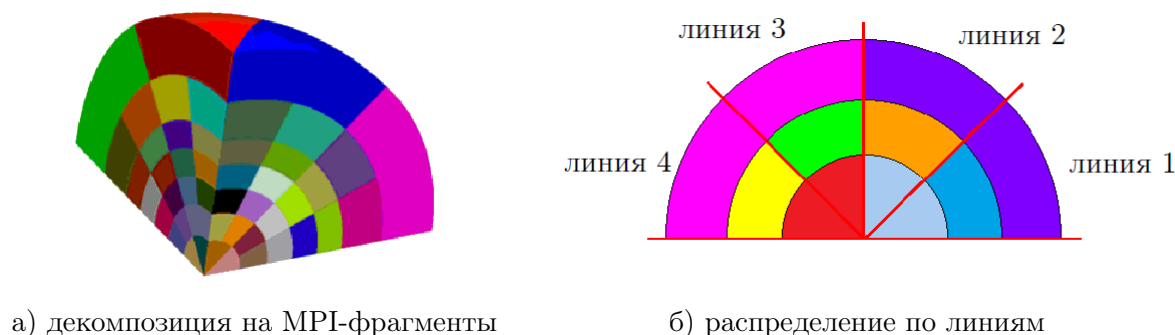 линия 3
линия 2
линия 4
линия 1
а) декомпозиция на MPI-фрагменты
б) распределение по линиям